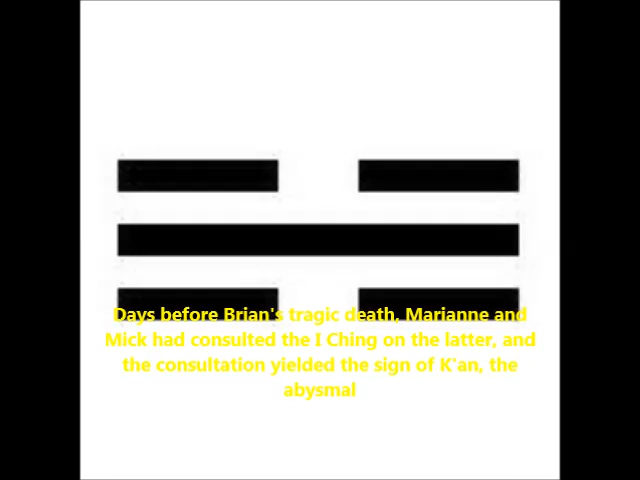 Days before Brian's tragic death, Marianne and
Mick had consulted the I Ching on the latter, and
the consultation yielded the sign of K'an, the
abysmal